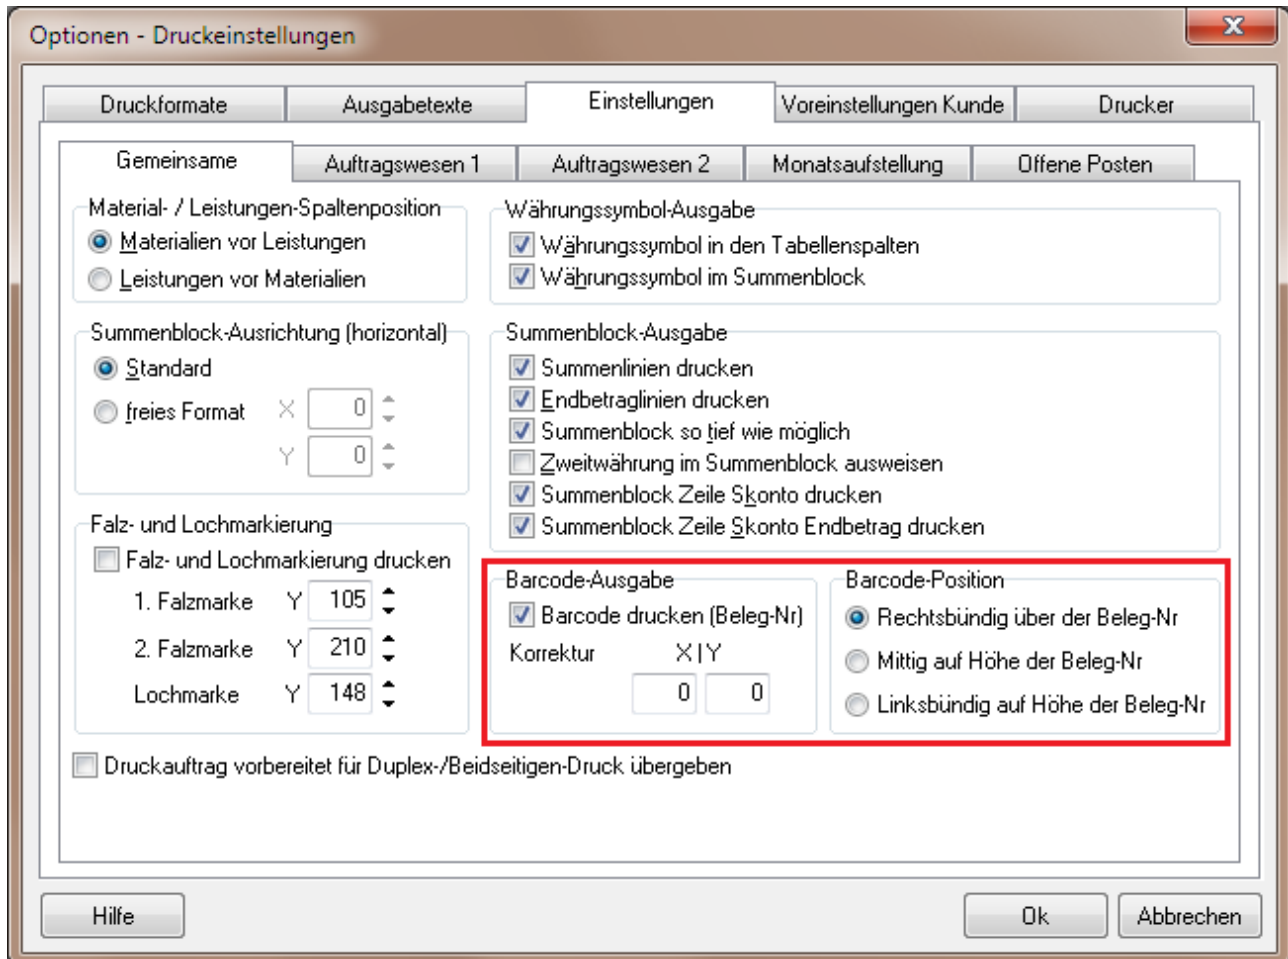 Optionen - Druckeinstellungen
x
Druckformate Ausgabetexte Einstellungen Voreinstellungen Kunde Drucker
Gemeinsame Auftragswesen 1 Auftragswesen 2 Monatsaufstellung Offene Posten
Material- / Leistungen-Spaltenposition
Materialien vor Leistungen
Leistungen vor Materialien
Währungssymbol-Ausgabe
Währungssymbol in den Tabellenspalten
Währungssymbol im Summenblock
Summenblock-Ausrichtung (horizontal)
Standard
freies Format X 0
Y 0
Summenblock-Ausgabe
Summenlinien drucken
Endbetraglinien drucken
Summenblock so tief wie möglich
Zweitwährung im Summenblock ausweisen
Summenblock Zeile Skonto drucken
Summenblock Zeile Skonto Endbetrag drucken
Falz- und Lochmarkierung
Falz- und Lochmarkierung drucken
1. Falzmarke Y 105
2. Falzmarke Y 210
Lochmarke Y 148
Barcode-Ausgabe
Barcode drucken (Beleg-Nr)
Korrektur X | Y
0 0
Barcode-Position
Rechtsbündig über der Beleg-Nr
Mittig auf Höhe der Beleg-Nr
Linksbündig auf Höhe der Beleg-Nr
Druckauftrag vorbereitet für Duplex-/Beidseitigen-Druck übergeben
Hilfe Ok Abbrechen